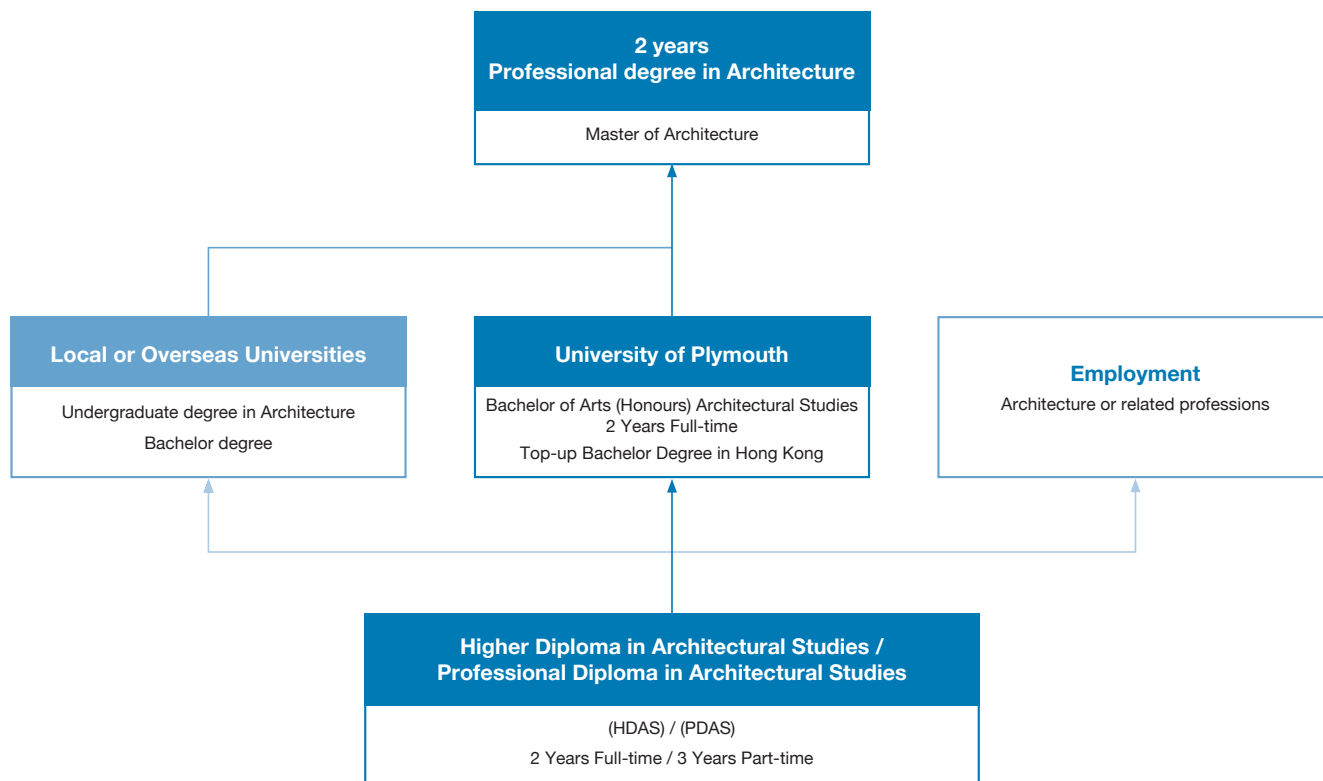 2 years
Professional degree in Architecture
Master of Architecture
Local or Overseas Universities
Undergraduate degree in Architecture
Bachelor degree
University of Plymouth
Bachelor of Arts (Honours) Architectural Studies
2 Years Full-time
Top-up Bachelor Degree in Hong Kong
Employment
Architecture or related professions
Higher Diploma in Architectural Studies /
Professional Diploma in Architectural Studies
(HDAS) / (PDAS)
2 Years Full-time / 3 Years Part-time